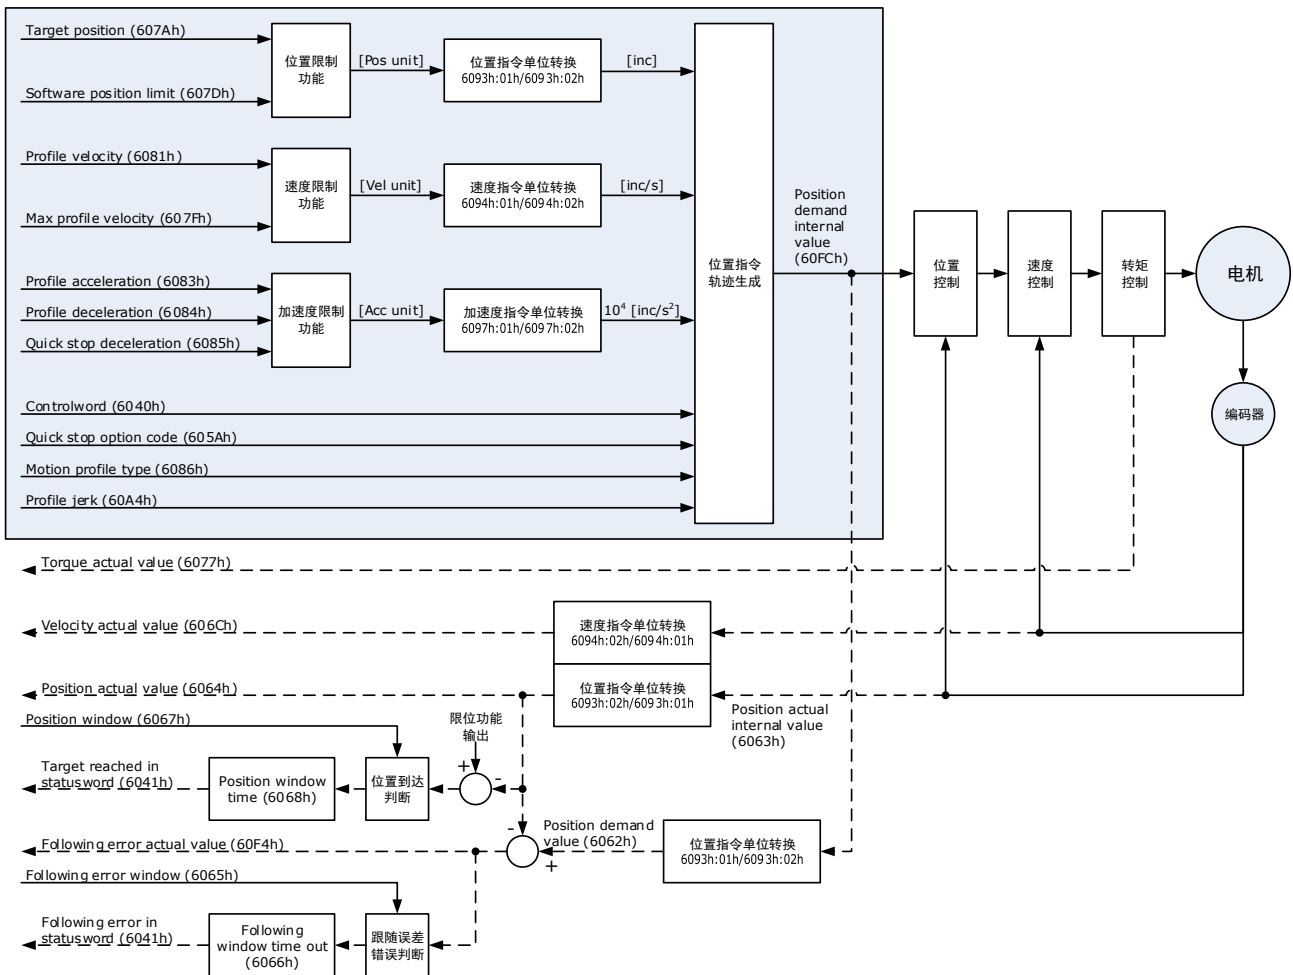 Target position (607Ah)
Software position limit (607Dh)
位置限制
功能
[Pos unit]
位置指令单位转换
6093h:01h/6093h:02h
[inc]
Profile velocity (6081h)
Max profile velocity (607Fh)
速度限制
功能
[Vel unit]
速度指令单位转换
6094h:01h/6094h:02h
[inc/s]
Profile acceleration (6083h)
Profile deceleration (6084h)
Quick stop deceleration (6085h)
加速度限制
功能
[Acc unit]
加速度指令单位转换
6097h:01h/6097h:02h
10⁴ [inc/s²]
Controlword (6040h)
Quick stop option code (605Ah)
Motion profile type (6086h)
Profile jerk (60A4h)
位置指令
轨迹生成
Position
demand
internal
value
(60FCh)
位置
控制
速度
控制
转矩
控制
电机
编码器
Torque actual value (6077h)
Velocity actual value (606Ch)
速度指令单位转换
6094h:02h/6094h:01h
Position actual value (6064h)
位置指令单位转换
6093h:02h/6093h:01h
Position actual
internal value
(6063h)
Position window (6067h)
限位功能
输出
+
-
Target reached in
statusword (6041h)
Position window
time (6068h)
位置到达
判断
-
+
Position demand
value (6062h)
位置指令单位转换
6093h:01h/6093h:02h
Following error actual value (60F4h)
Following error window (6065h)
Following error in
statusword (6041h)
Following
window time out
(6066h)
跟随误差
错误判断